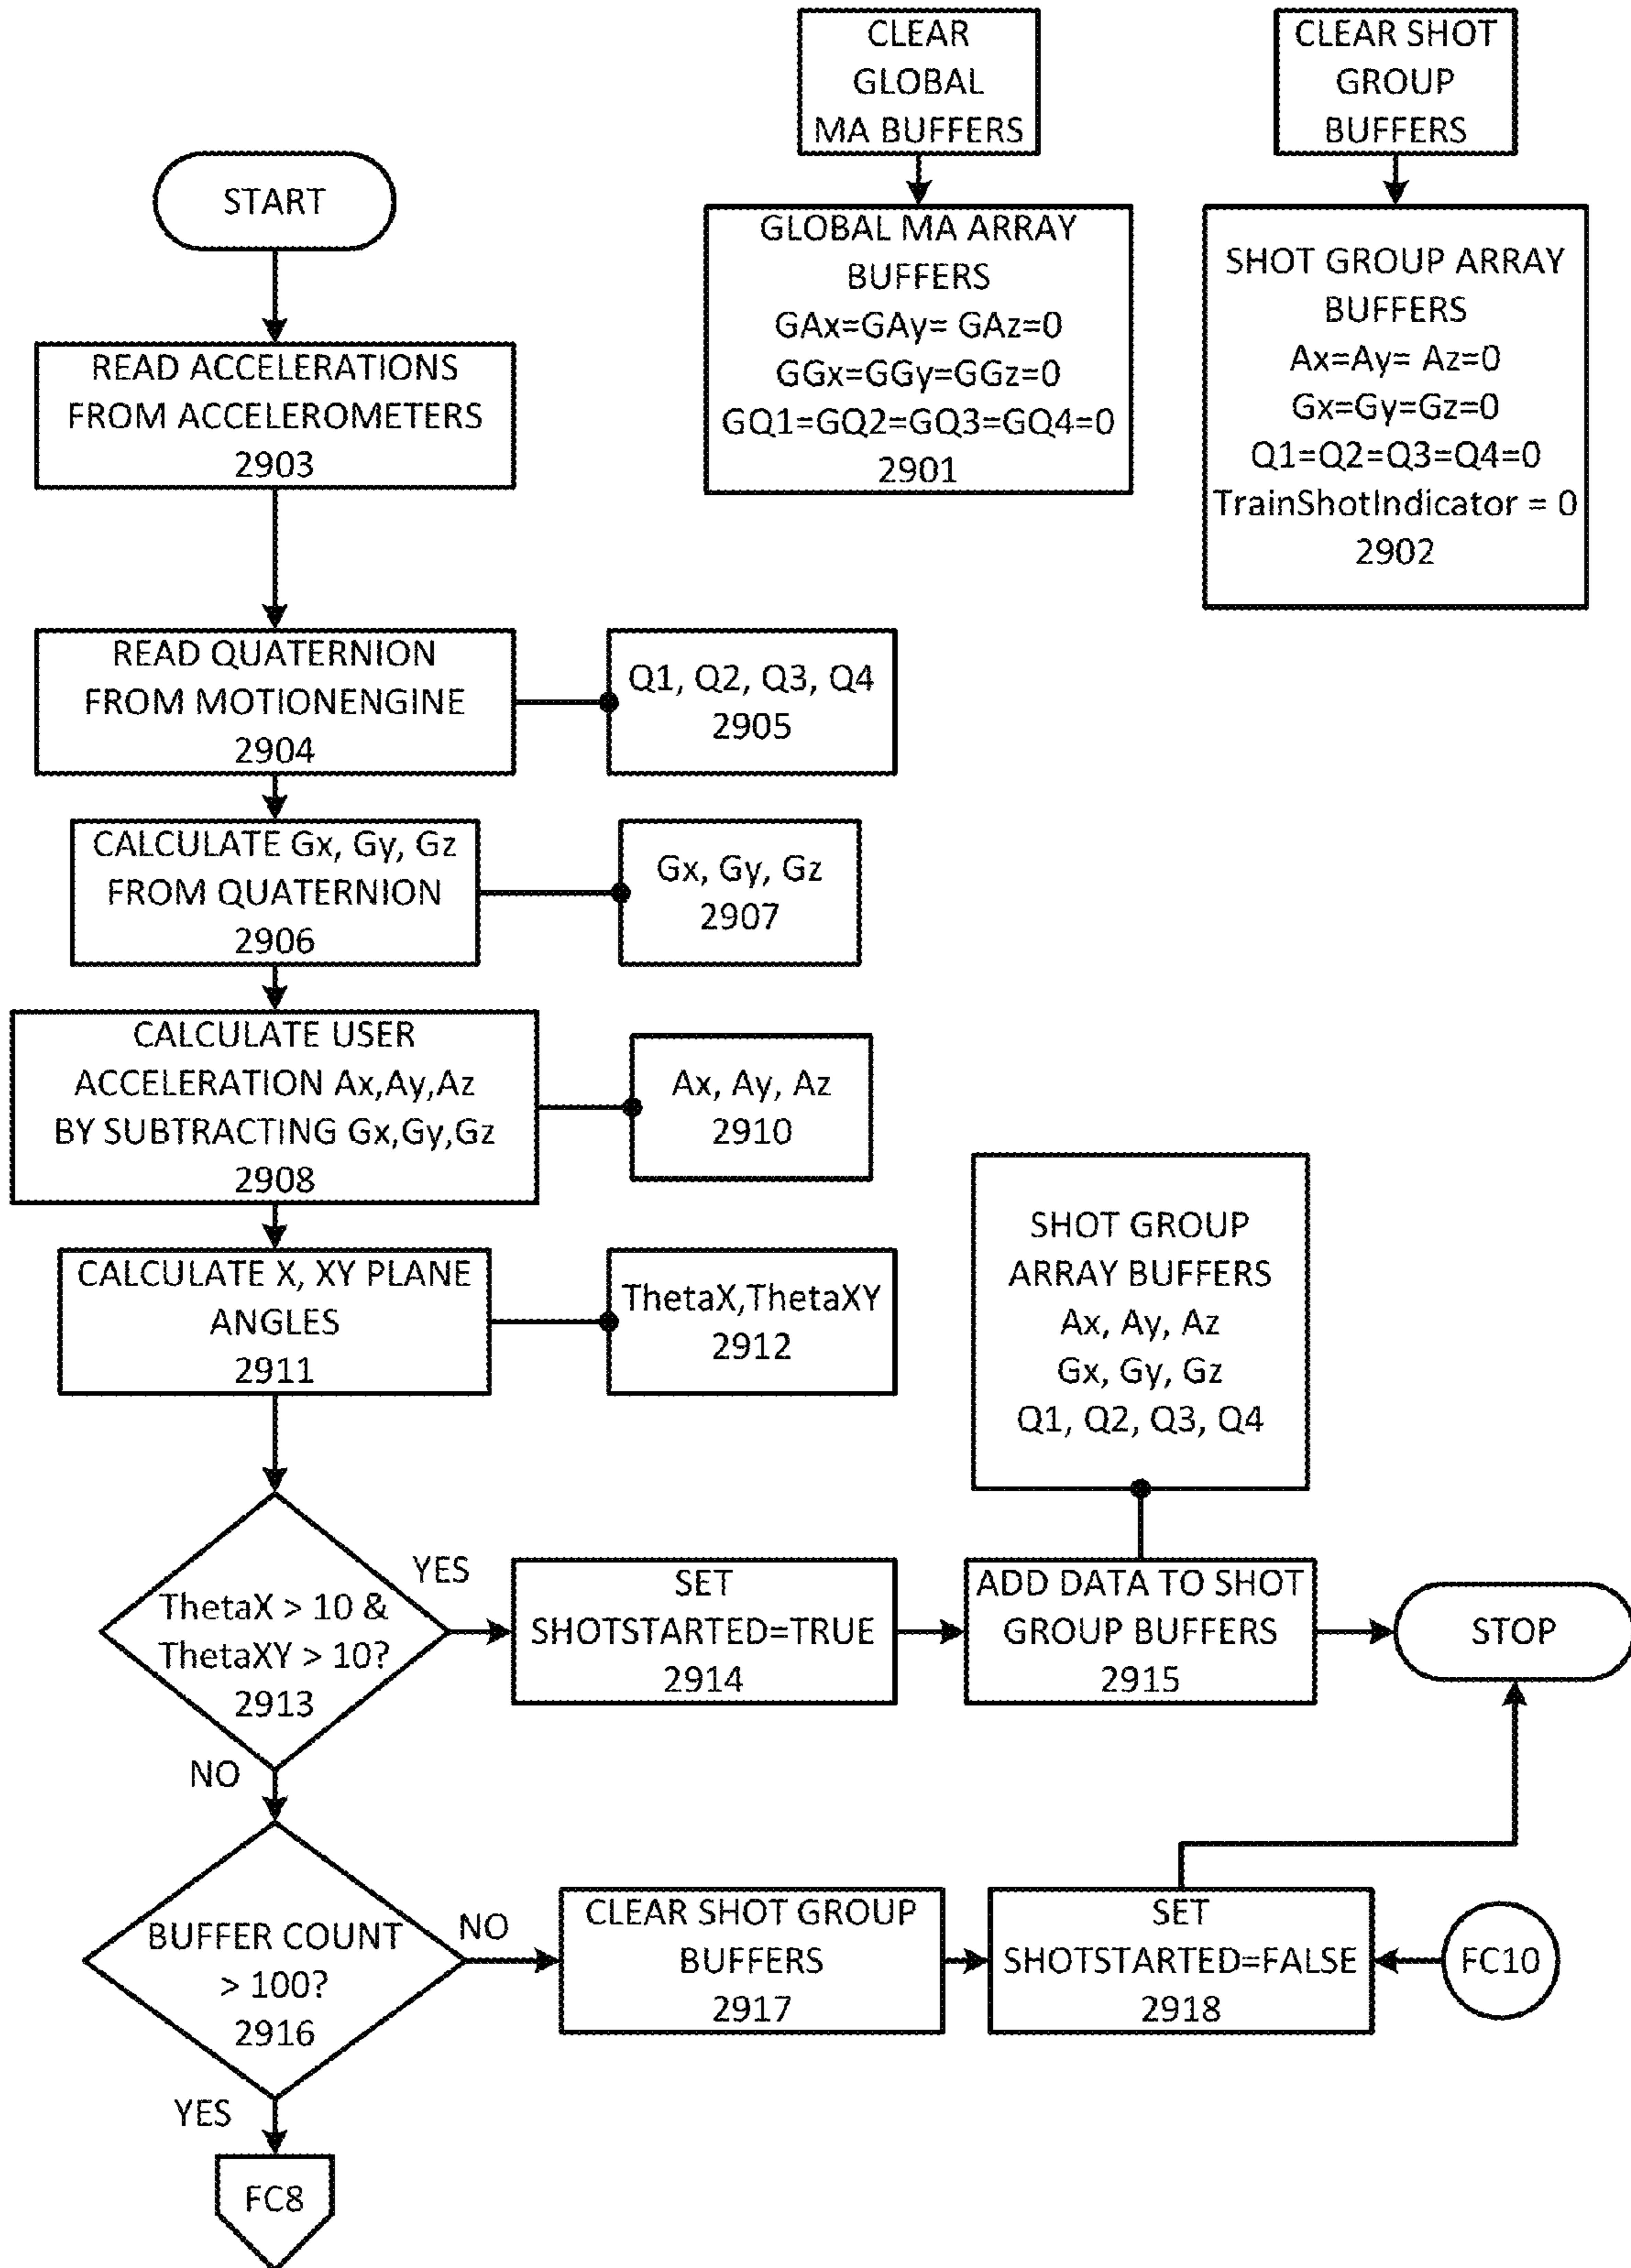 CLEAR
GLOBAL
MA BUFFERS
CLEAR SHOT
GROUP
BUFFERS
START
GLOBAL MA ARRAY
BUFFERS
GAx=GAy= GAz=0
GGx=GGy=GGz=0
GQ1=GQ2=GQ3=GQ4=0
2901
SHOT GROUP ARRAY
BUFFERS
Ax=Ay= Az=0
Gx=Gy=Gz=0
Q1=Q2=Q3=Q4=0
TrainShotIndicator = 0
2902
READ ACCELERATIONS
FROM ACCELEROMETERS
2903
READ QUATERNION
FROM MOTIONENGINE
2904
Q1, Q2, Q3, Q4
2905
CALCULATE Gx, Gy, Gz
FROM QUATERNION
2906
Gx, Gy, Gz
2907
CALCULATE USER
ACCELERATION Ax,Ay,Az
BY SUBTRACTING Gx,Gy,Gz
2908
Ax, Ay, Az
2910
CALCULATE X, XY PLANE
ANGLES
2911
ThetaX,ThetaXY
2912
SHOT GROUP
ARRAY BUFFERS
Ax, Ay, Az
Gx, Gy, Gz
Q1, Q2, Q3, Q4
ThetaX > 10 &
ThetaXY > 10?
2913
YES
SET
SHOTSTARTED=TRUE
2914
ADD DATA TO SHOT
GROUP BUFFERS
2915
STOP
NO
BUFFER COUNT
> 100?
2916
NO
CLEAR SHOT GROUP
BUFFERS
2917
SET
SHOTSTARTED=FALSE
2918
FC10
YES
FC8